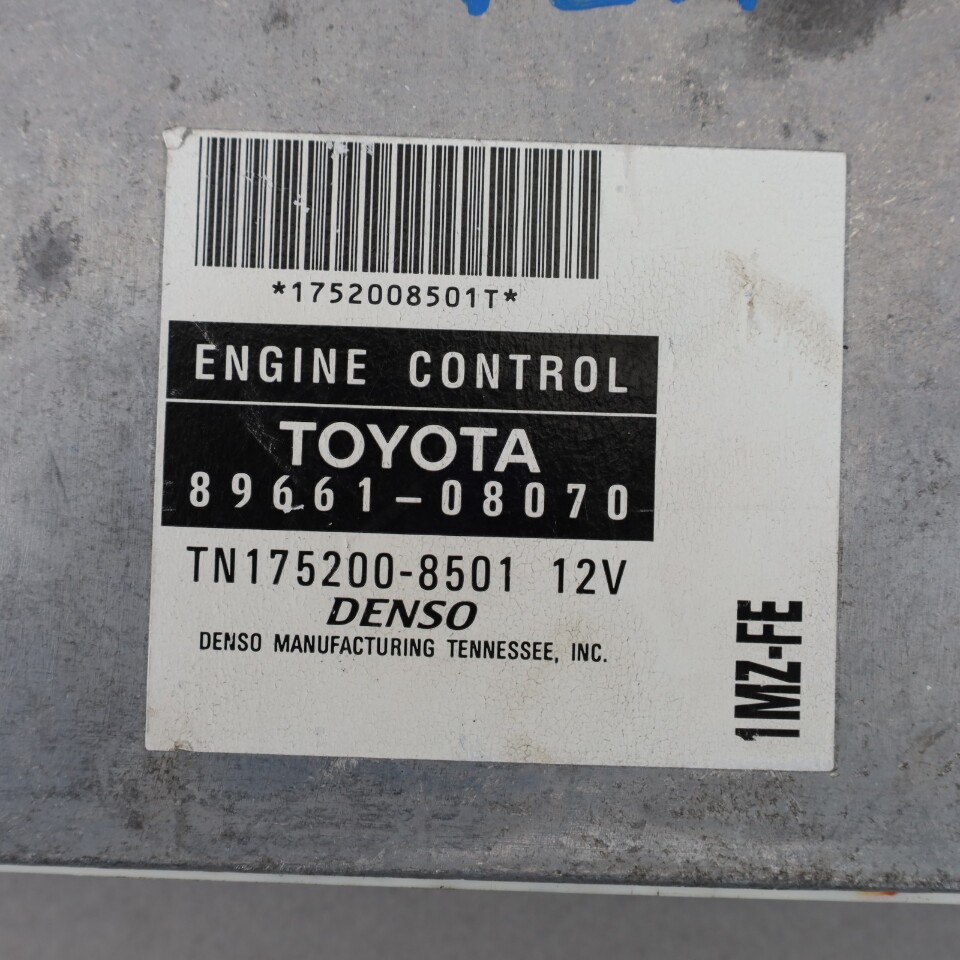 *1752008501T*
ENGINE CONTROL
TOYOTA
89661-08070
TN175200-8501 12V
DENSO
DENSO MANUFACTURING TENNESSEE, INC.
1MZ-FE